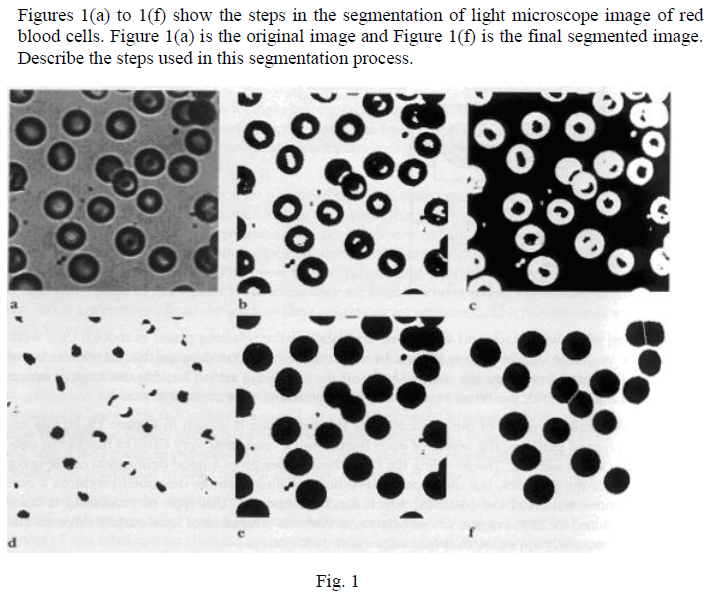 Figures 1(a) to 1(f) show the steps in the segmentation of light microscope image of red
blood cells. Figure 1(a) is the original image and Figure 1(f) is the final segmented image.
Describe the steps used in this segmentation process.
a
b
c
d
e
f
Fig. 1